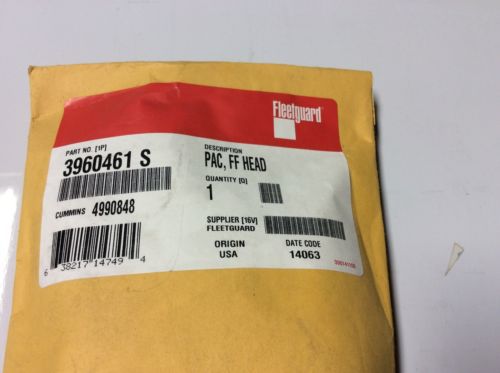 Fleetguard
PART NO. [1P]
3960461 S
DESCRIPTION
PAC, FF HEAD
QUANTITY [Q]
1
CUMMINS 4990848
SUPPLIER [16V]
FLEETGUARD
ORIGIN
USA
DATE CODE
14063
6 38217 14749 4